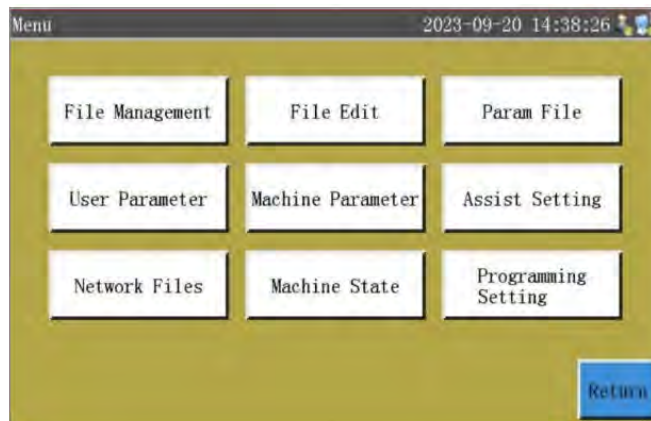 Menu 2023-09-20 14:38:26
File Management File Edit Param File
User Parameter Machine Parameter Assist Setting
Network Files Machine State Programming
Setting
Return